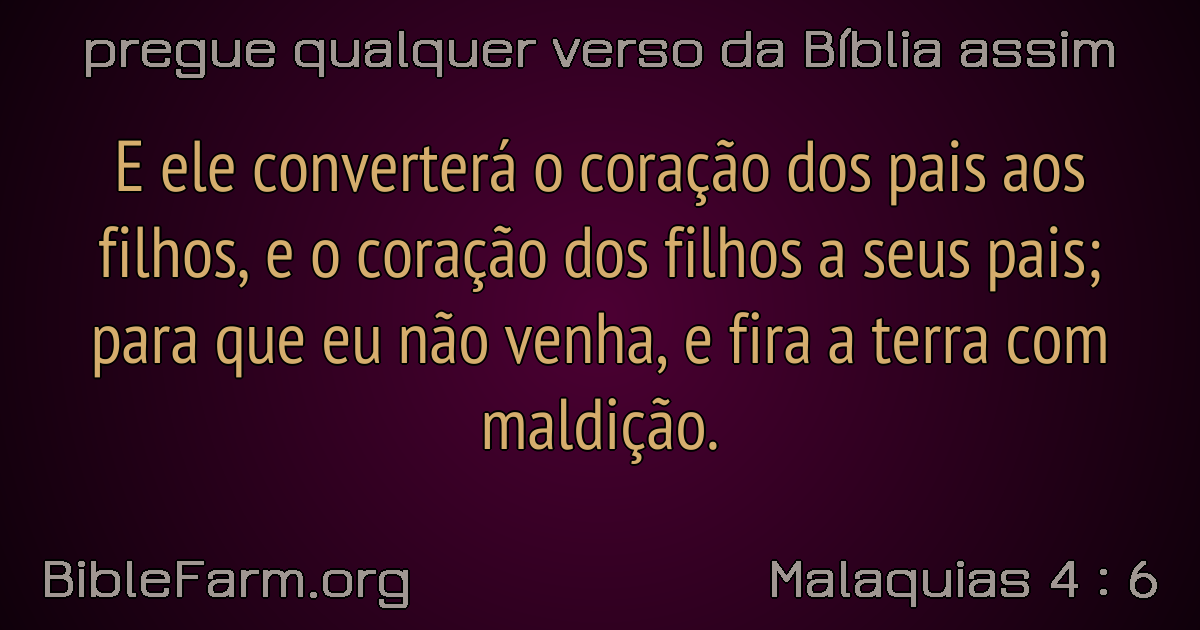 pregue qualquer verso da Bíblia assim
E ele converterá o coração dos pais aos
filhos, e o coração dos filhos a seus pais;
para que eu não venha, e fira a terra com
maldição.
BibleFarm.org
Malaquias 4 : 6